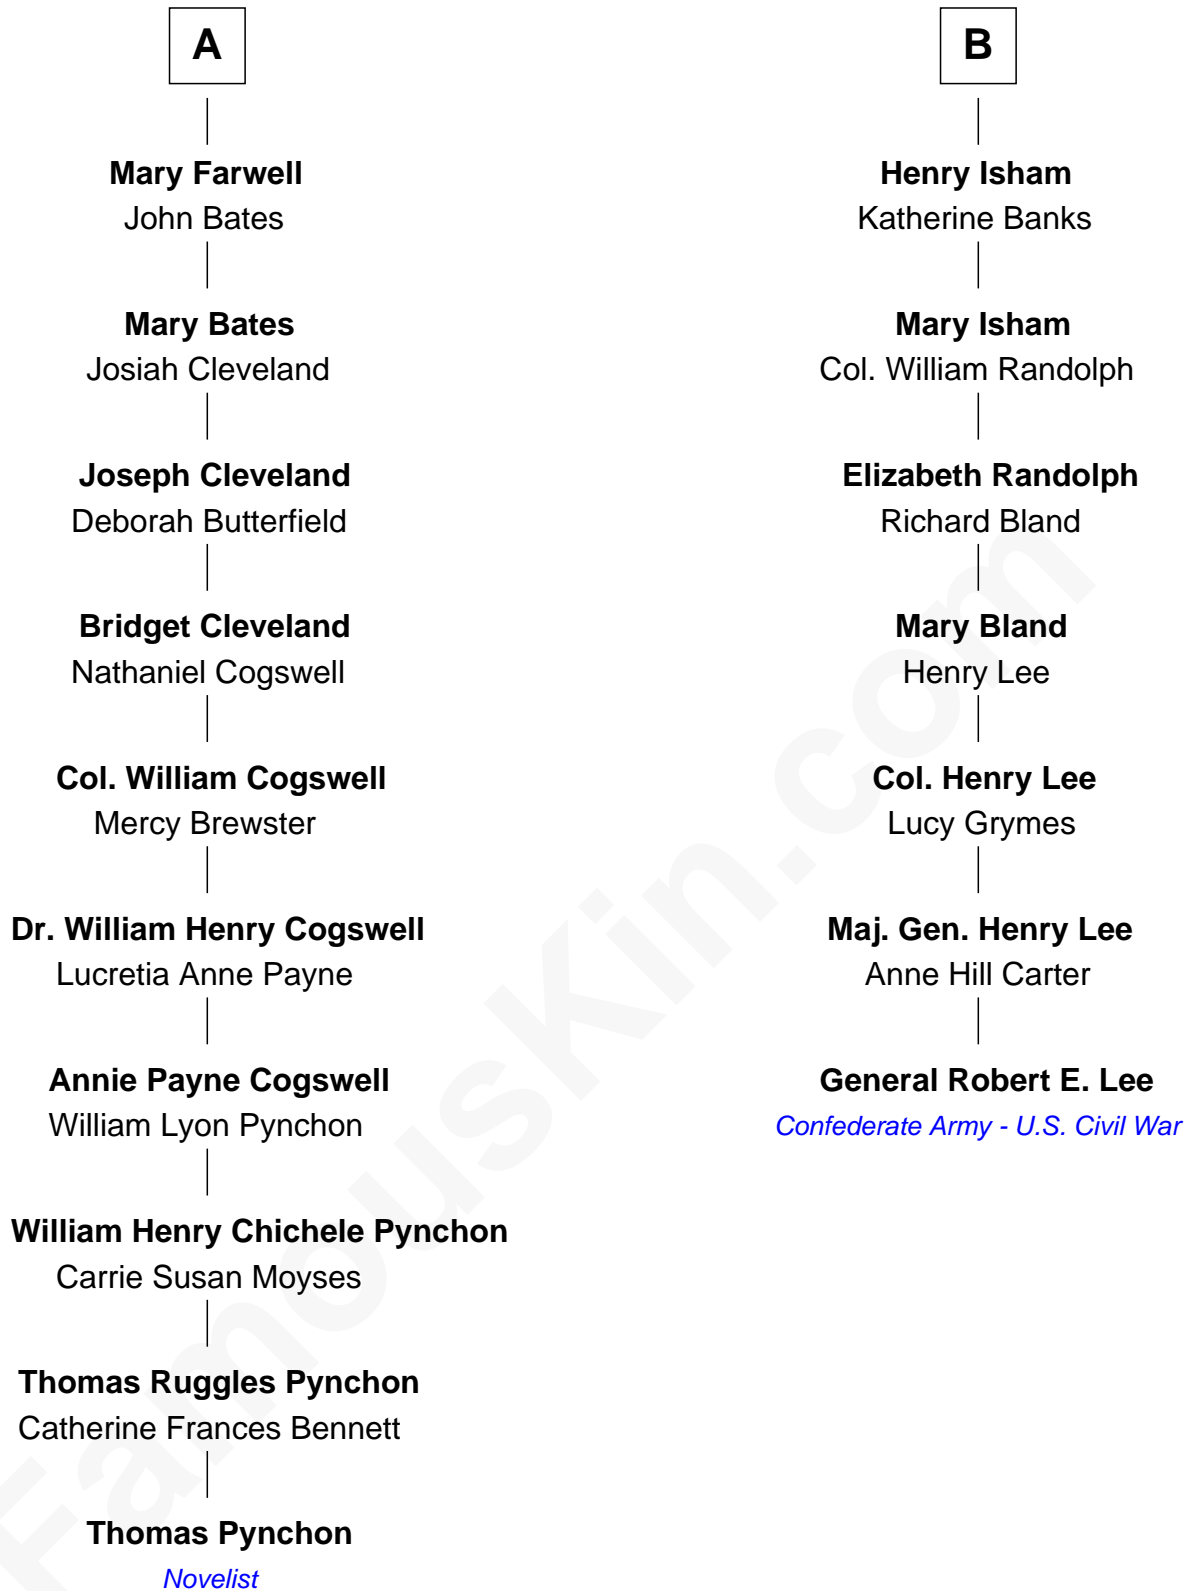 A
Mary Farwell
John Bates
Mary Bates
Josiah Cleveland
Joseph Cleveland
Deborah Butterfield
Bridget Cleveland
Nathaniel Cogswell
Col. William Cogswell
Mercy Brewster
Dr. William Henry Cogswell
Lucretia Anne Payne
Annie Payne Cogswell
William Lyon Pynchon
William Henry Chichele Pynchon
Carrie Susan Moyses
Thomas Ruggles Pynchon
Catherine Frances Bennett
Thomas Pynchon
Novelist
B
Henry Isham
Katherine Banks
Mary Isham
Col. William Randolph
Elizabeth Randolph
Richard Bland
Mary Bland
Henry Lee
Col. Henry Lee
Lucy Grymes
Maj. Gen. Henry Lee
Anne Hill Carter
General Robert E. Lee
Confederate Army - U.S. Civil War
FamousKin.com